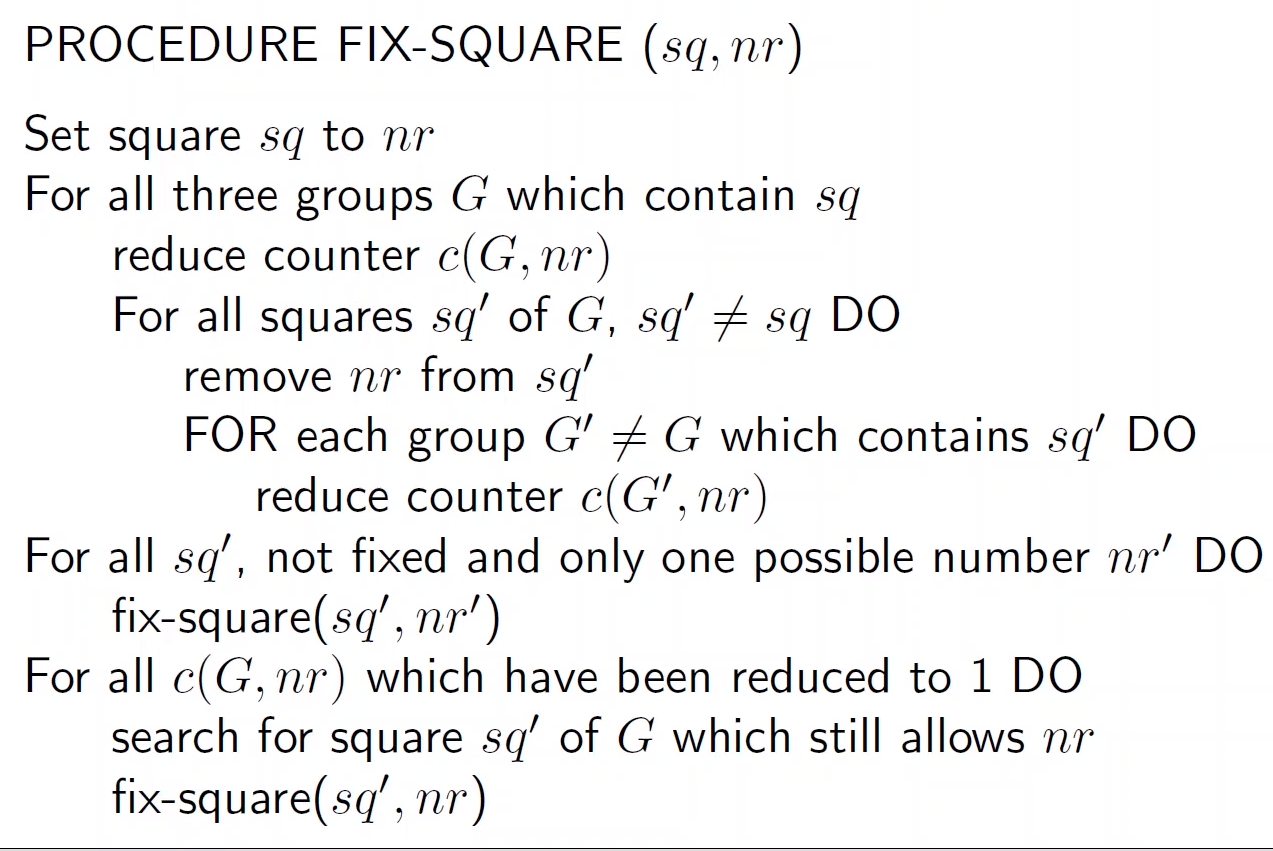 PROCEDURE FIX-SQUARE (sq, nr)
Set square sq to nr
For all three groups G which contain sq
reduce counter c(G, nr)
For all squares sq′ of G, sq′ ≠ sq DO
remove nr from sq′
FOR each group G′ ≠ G which contains sq′ DO
reduce counter c(G′, nr)
For all sq′, not fixed and only one possible number nr′ DO
fix-square(sq′, nr′)
For all c(G, nr) which have been reduced to 1 DO
search for square sq′ of G which still allows nr
fix-square(sq′, nr)